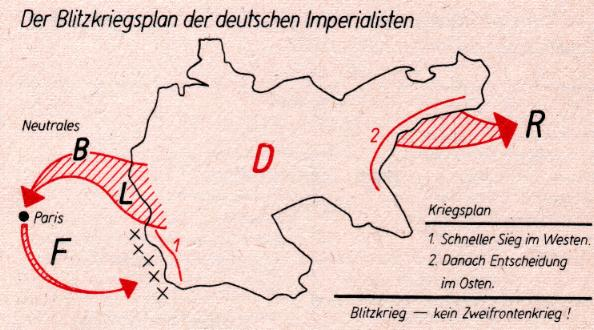 Der Blitzkriegsplan der deutschen Imperialisten
Neutrales
B
L
D
2
R
Paris
F
1
Kriegsplan
1. Schneller Sieg im Westen.
2. Danach Entscheidung
im Osten.
Blitzkrieg — kein Zweifrontenkrieg !